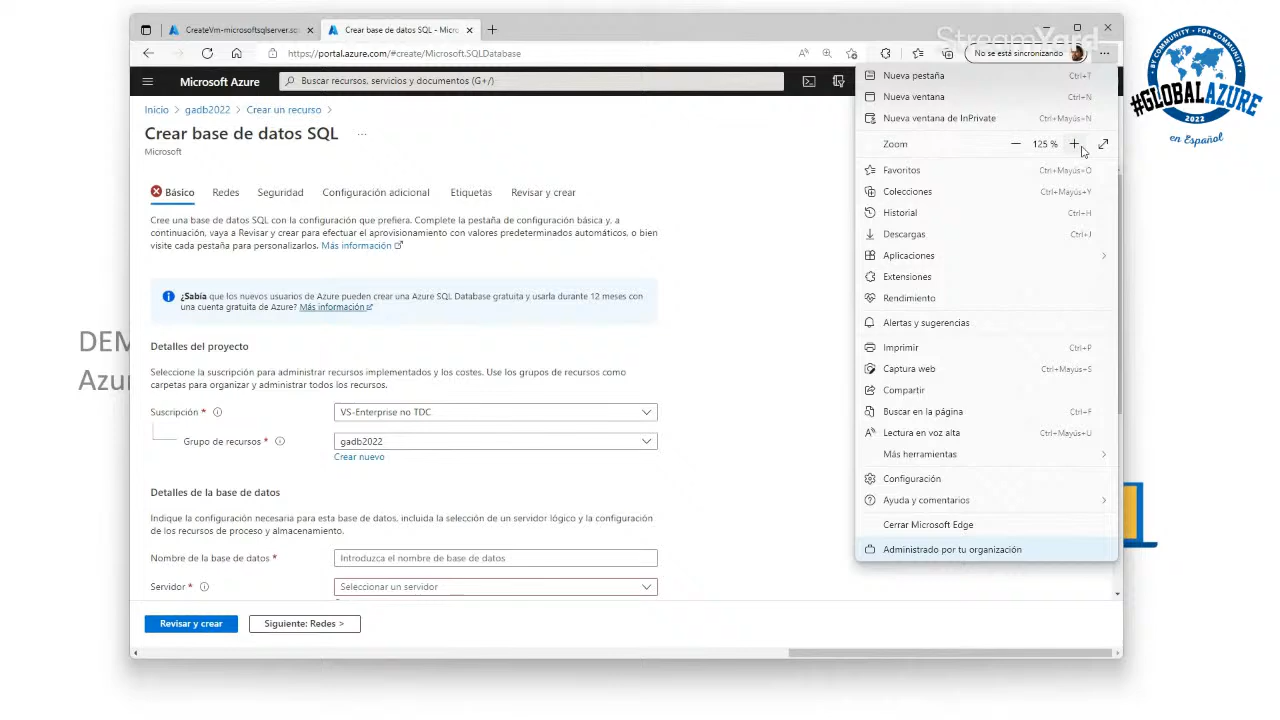 CreateVm-microsoftsqlserver.sql
Crear base de datos SQL - Micro
StreamYard
https://portal.azure.com/#create/Microsoft.SQLDatabase
No se está sincronizando
Microsoft Azure
Buscar recursos, servicios y documentos (G+/)
Inicio > gadb2022 > Crear un recurso >
Crear base de datos SQL ...
Microsoft
Básico Redes Seguridad Configuración adicional Etiquetas Revisar y crear
Cree una base de datos SQL con la configuración que prefiera. Complete la pestaña de configuración básica y, a
continuación, vaya a Revisar y crear para efectuar el aprovisionamiento con valores predeterminados automáticos, o bien
visite cada pestaña para personalizarlos. Más información
¿Sabía que los nuevos usuarios de Azure pueden crear una Azure SQL Database gratuita y usarla durante 12 meses con
una cuenta gratuita de Azure? Más información
Detalles del proyecto
Seleccione la suscripción para administrar recursos implementados y los costes. Use los grupos de recursos como
carpetas para organizar y administrar todos los recursos.
Suscripción * VS-Enterprise no TDC
Grupo de recursos * gadb2022
Crear nuevo
Detalles de la base de datos
Indique la configuración necesaria para esta base de datos, incluida la selección de un servidor lógico y la configuración
de los recursos de proceso y almacenamiento.
Nombre de la base de datos * Introduzca el nombre de base de datos
Servidor * Seleccionar un servidor
Revisar y crear Siguiente: Redes >
Nueva pestaña Ctrl+T
Nueva ventana Ctrl+N
Nueva ventana de InPrivate Ctrl+Mayús+N
Zoom — 125 % +
Favoritos Ctrl+Mayús+O
Colecciones Ctrl+Mayús+Y
Historial Ctrl+H
Descargas Ctrl+J
Aplicaciones
Extensiones
Rendimiento
Alertas y sugerencias
Imprimir Ctrl+P
Captura web Ctrl+Mayús+S
Compartir
Buscar en la página Ctrl+F
Lectura en voz alta Ctrl+Mayús+U
Más herramientas
Configuración
Ayuda y comentarios
Cerrar Microsoft Edge
Administrado por tu organización
DEM
Azur
BY COMMUNITY · FOR COMMUNITY
#GLOBALAZURE
2022
en Español